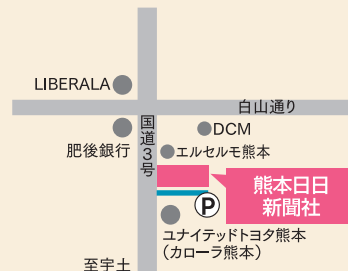 LIBERALA
白山通り
国道3号
DCM
肥後銀行
エルセルモ熊本
熊本日日
新聞社
P
ユナイテッドトヨタ熊本
(カローラ熊本)
至宇土